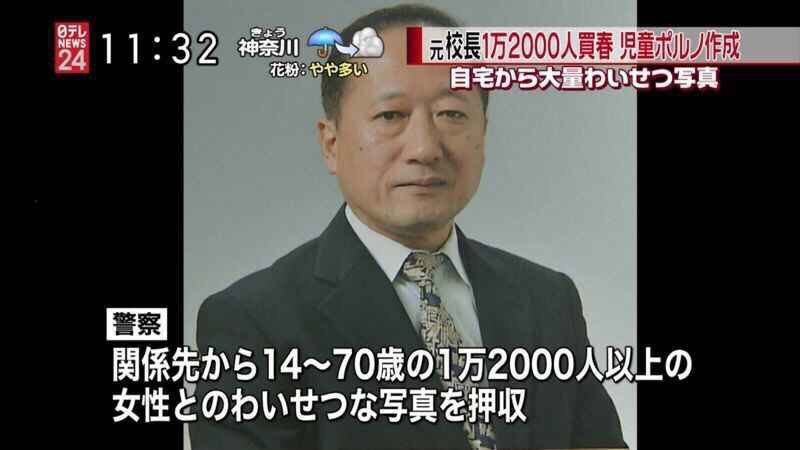 日テレ
NEWS
24
11:32
きょう
神奈川
花粉:やや多い
元校長1万2000人買春 児童ポルノ作成
自宅から大量わいせつ写真
警察
関係先から14～70歳の1万2000人以上の
女性とのわいせつな写真を押収